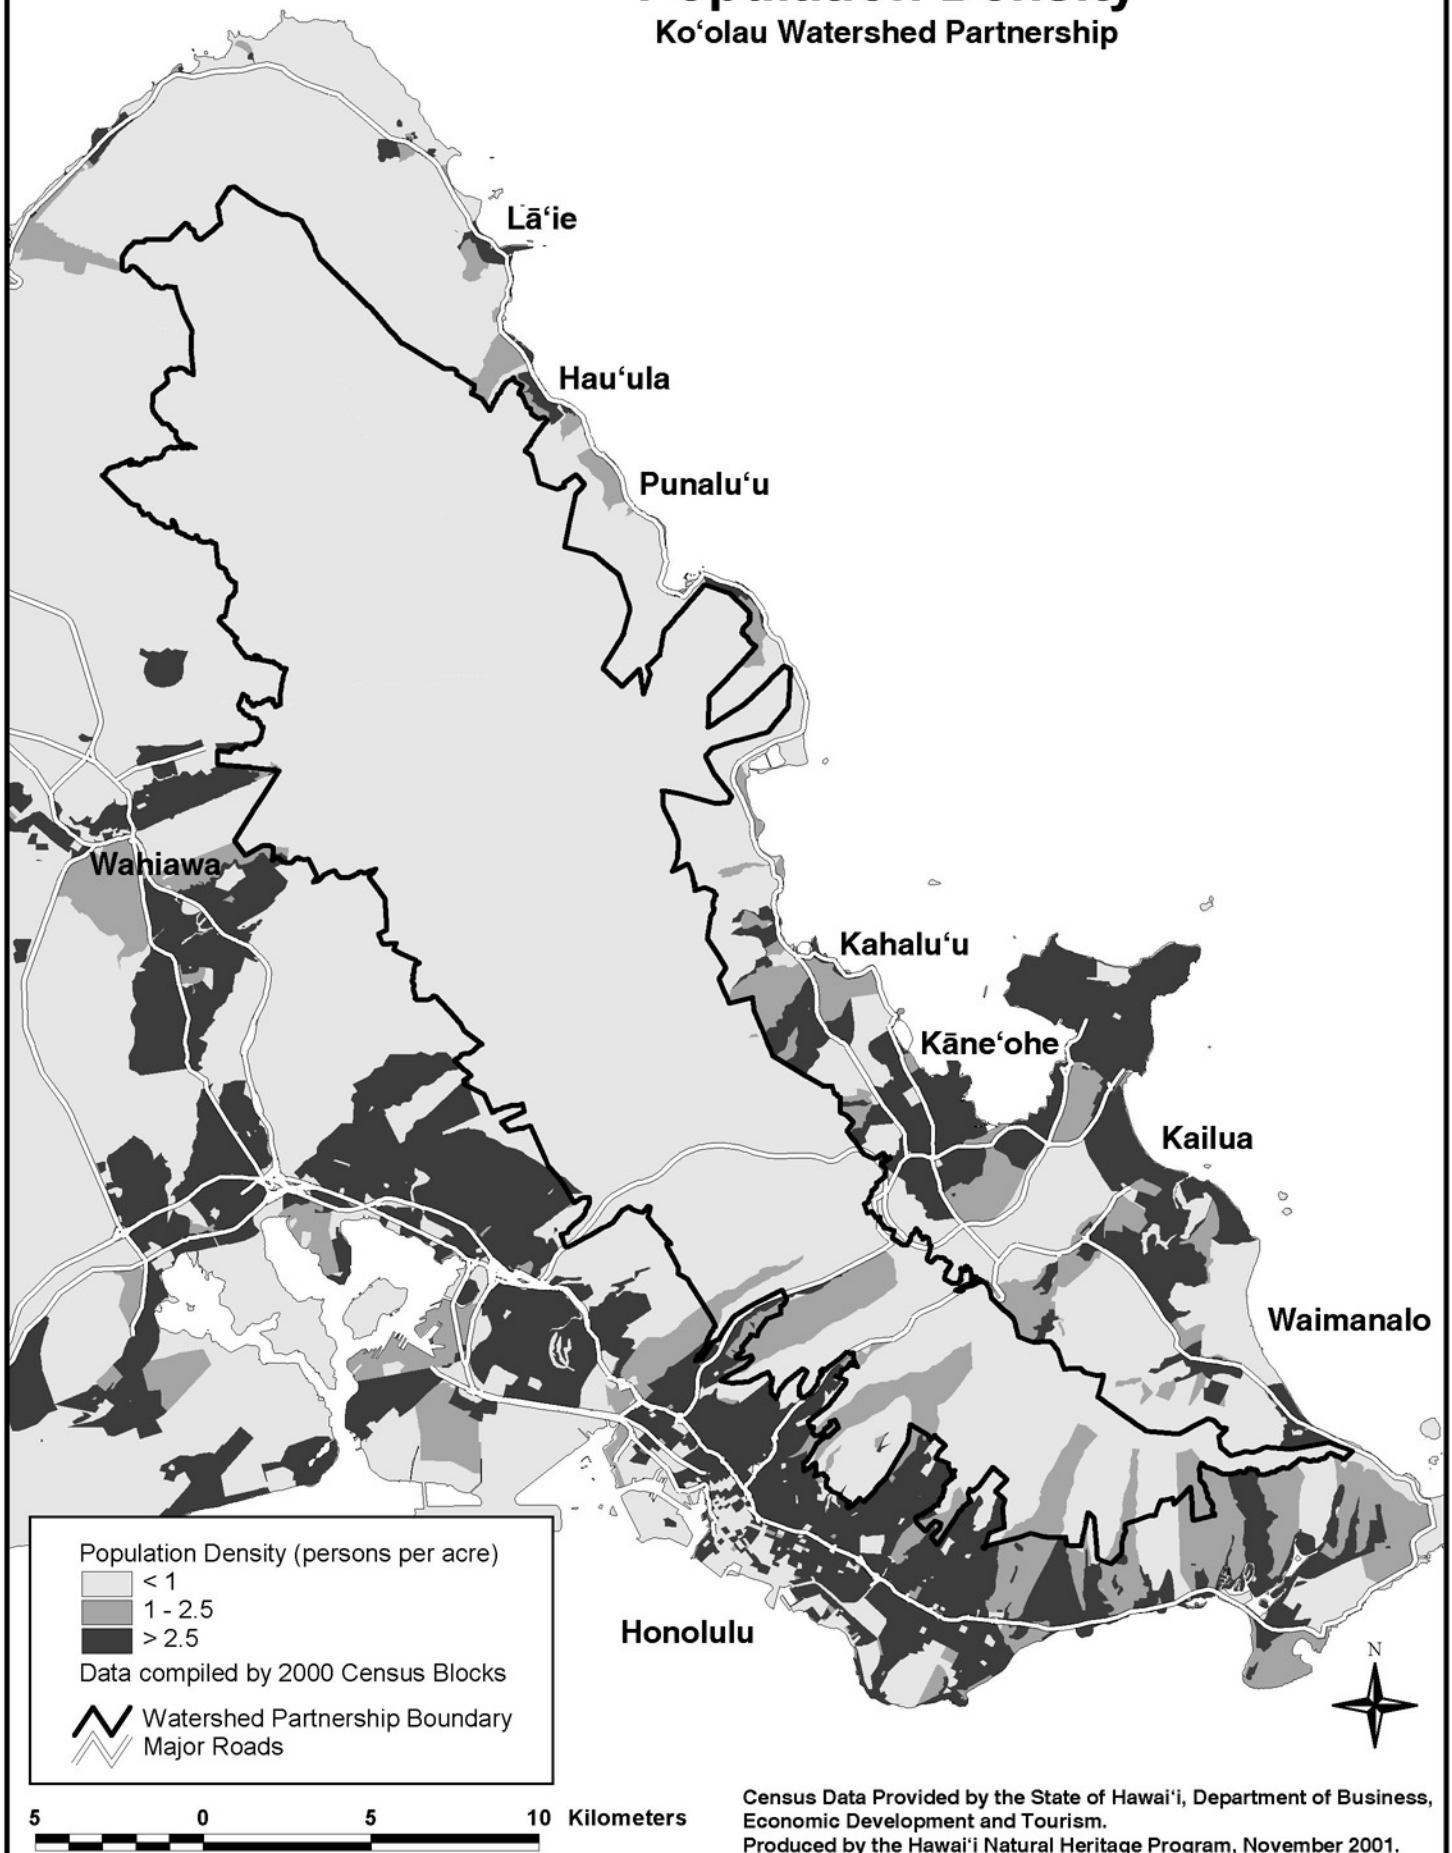 Population Density
Ko‘olau Watershed Partnership
Lā‘ie
Hau‘ula
Punalu‘u
Wahiawa
Kahalu‘u
Kāne‘ohe
Kailua
Waimanalo
Honolulu
Population Density (persons per acre)
< 1
1 - 2.5
> 2.5
Data compiled by 2000 Census Blocks
Watershed Partnership Boundary
Major Roads
N
5 0 5 10 Kilometers
Census Data Provided by the State of Hawai‘i, Department of Business,
Economic Development and Tourism.
Produced by the Hawai‘i Natural Heritage Program, November 2001.